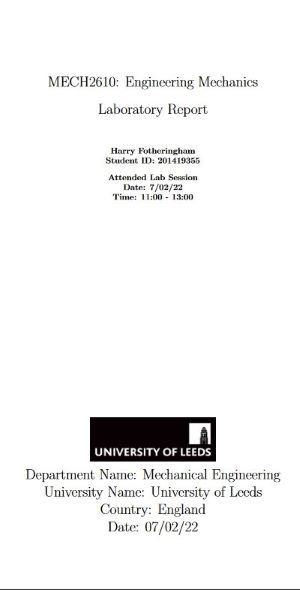 MECH2610: Engineering Mechanics
Laboratory Report
Harry Fotheringham
Student ID: 201419355
Attended Lab Session
Date: 7/02/22
Time: 11:00 - 13:00
UNIVERSITY OF LEEDS
Department Name: Mechanical Engineering
University Name: University of Leeds
Country: England
Date: 07/02/22